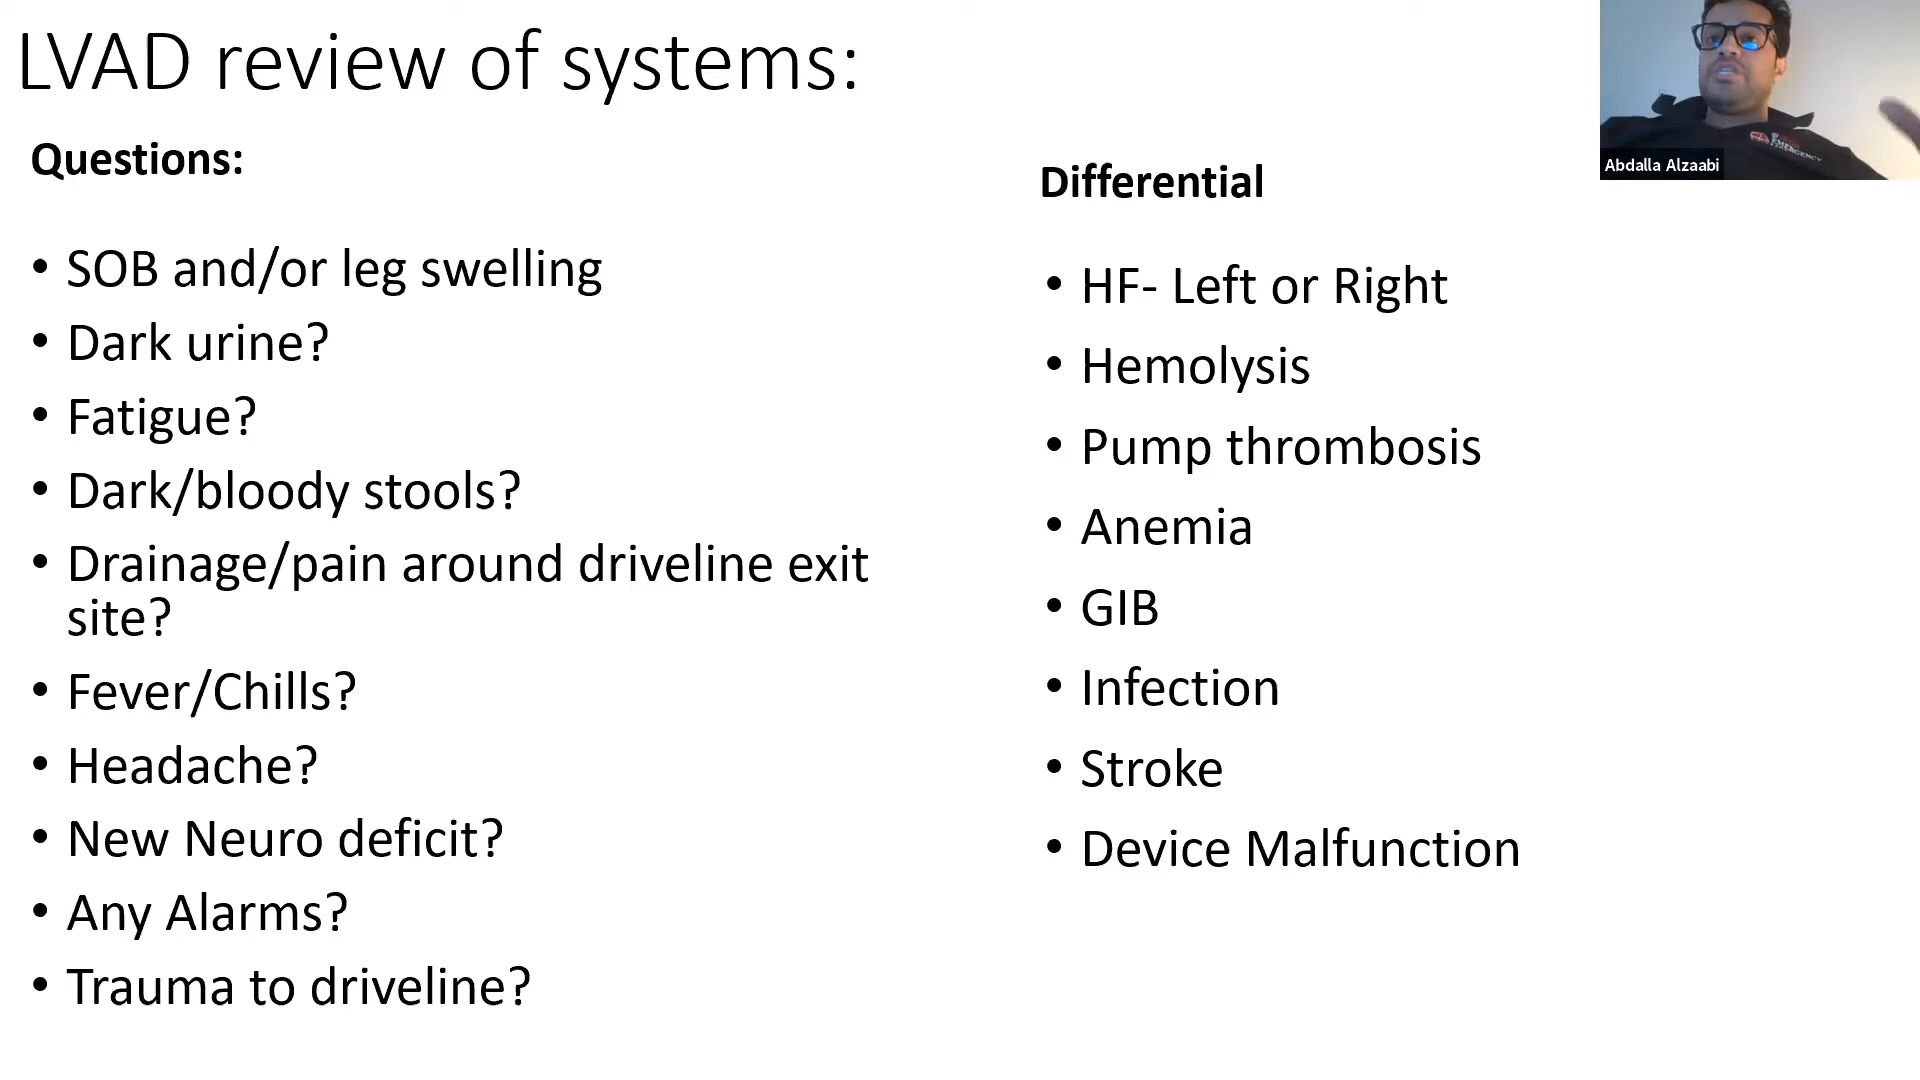 LVAD review of systems:
Questions:
• SOB and/or leg swelling
• Dark urine?
• Fatigue?
• Dark/bloody stools?
• Drainage/pain around driveline exit
site?
• Fever/Chills?
• Headache?
• New Neuro deficit?
• Any Alarms?
• Trauma to driveline?
Differential
• HF- Left or Right
• Hemolysis
• Pump thrombosis
• Anemia
• GIB
• Infection
• Stroke
• Device Malfunction
EMERGENCY
Abdalla Alzaabi